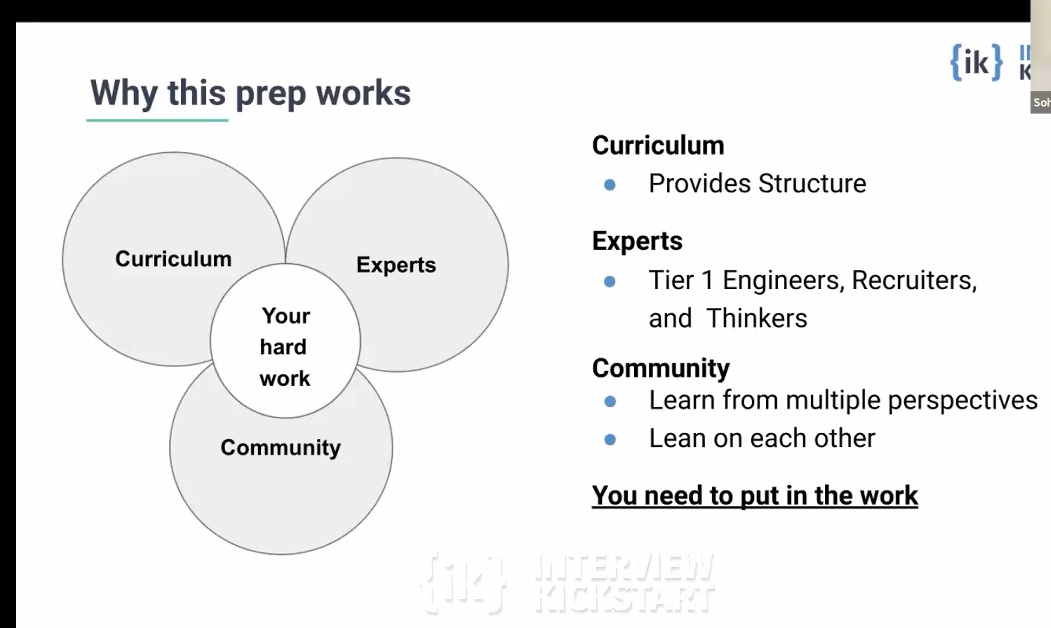 {ik}
Why this prep works
Curriculum
Experts
Your
hard
work
Community
Curriculum
● Provides Structure
Experts
● Tier 1 Engineers, Recruiters,
and Thinkers
Community
● Learn from multiple perspectives
● Lean on each other
You need to put in the work
{ik} INTERVIEW
KICKSTART